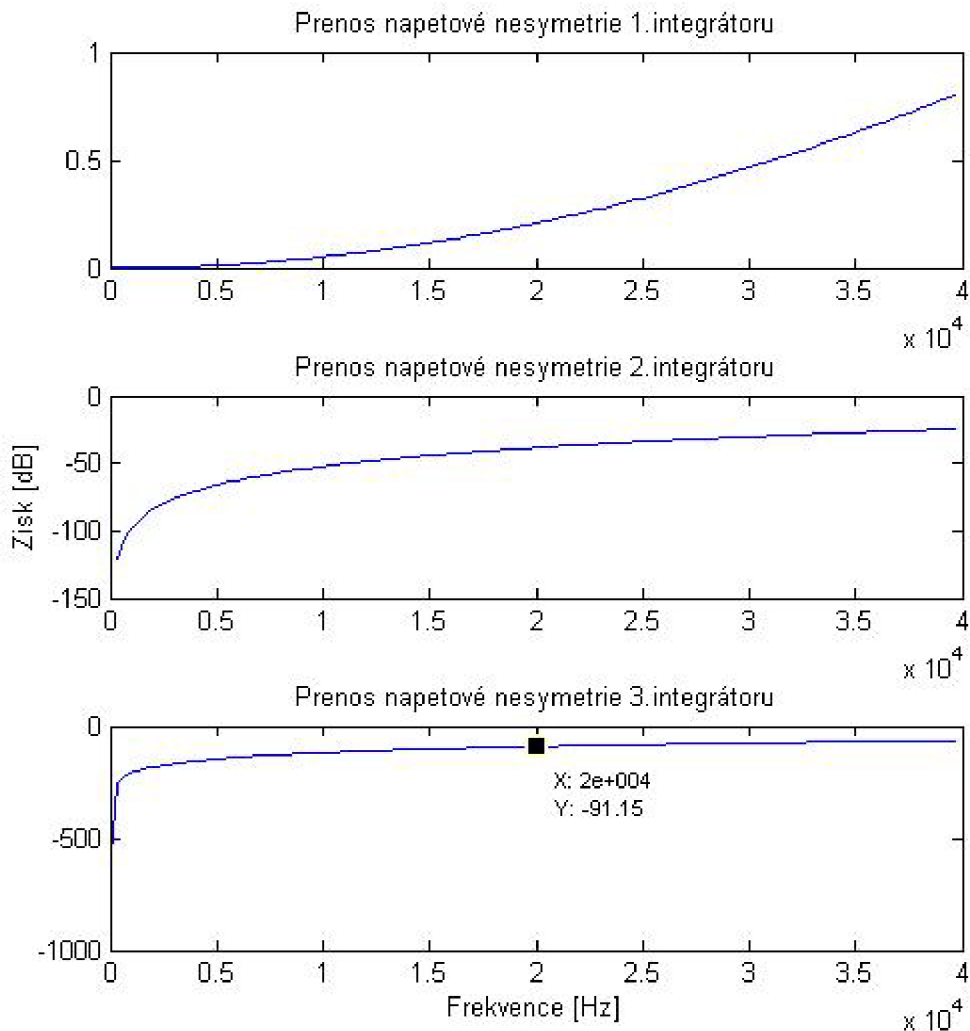 Prenos napetové nesymetrie 1.integrátoru
1
0.5
0
0 0.5 1 1.5 2 2.5 3 3.5 4
x 10^4
Prenos napetové nesymetrie 2.integrátoru
0
-50
-100
-150
Zisk [dB]
0 0.5 1 1.5 2 2.5 3 3.5 4
x 10^4
Prenos napetové nesymetrie 3.integrátoru
0
-500
-1000
X: 2e+004
Y: -91.15
0 0.5 1 1.5 2 2.5 3 3.5 4
Frekvence [Hz]
x 10^4